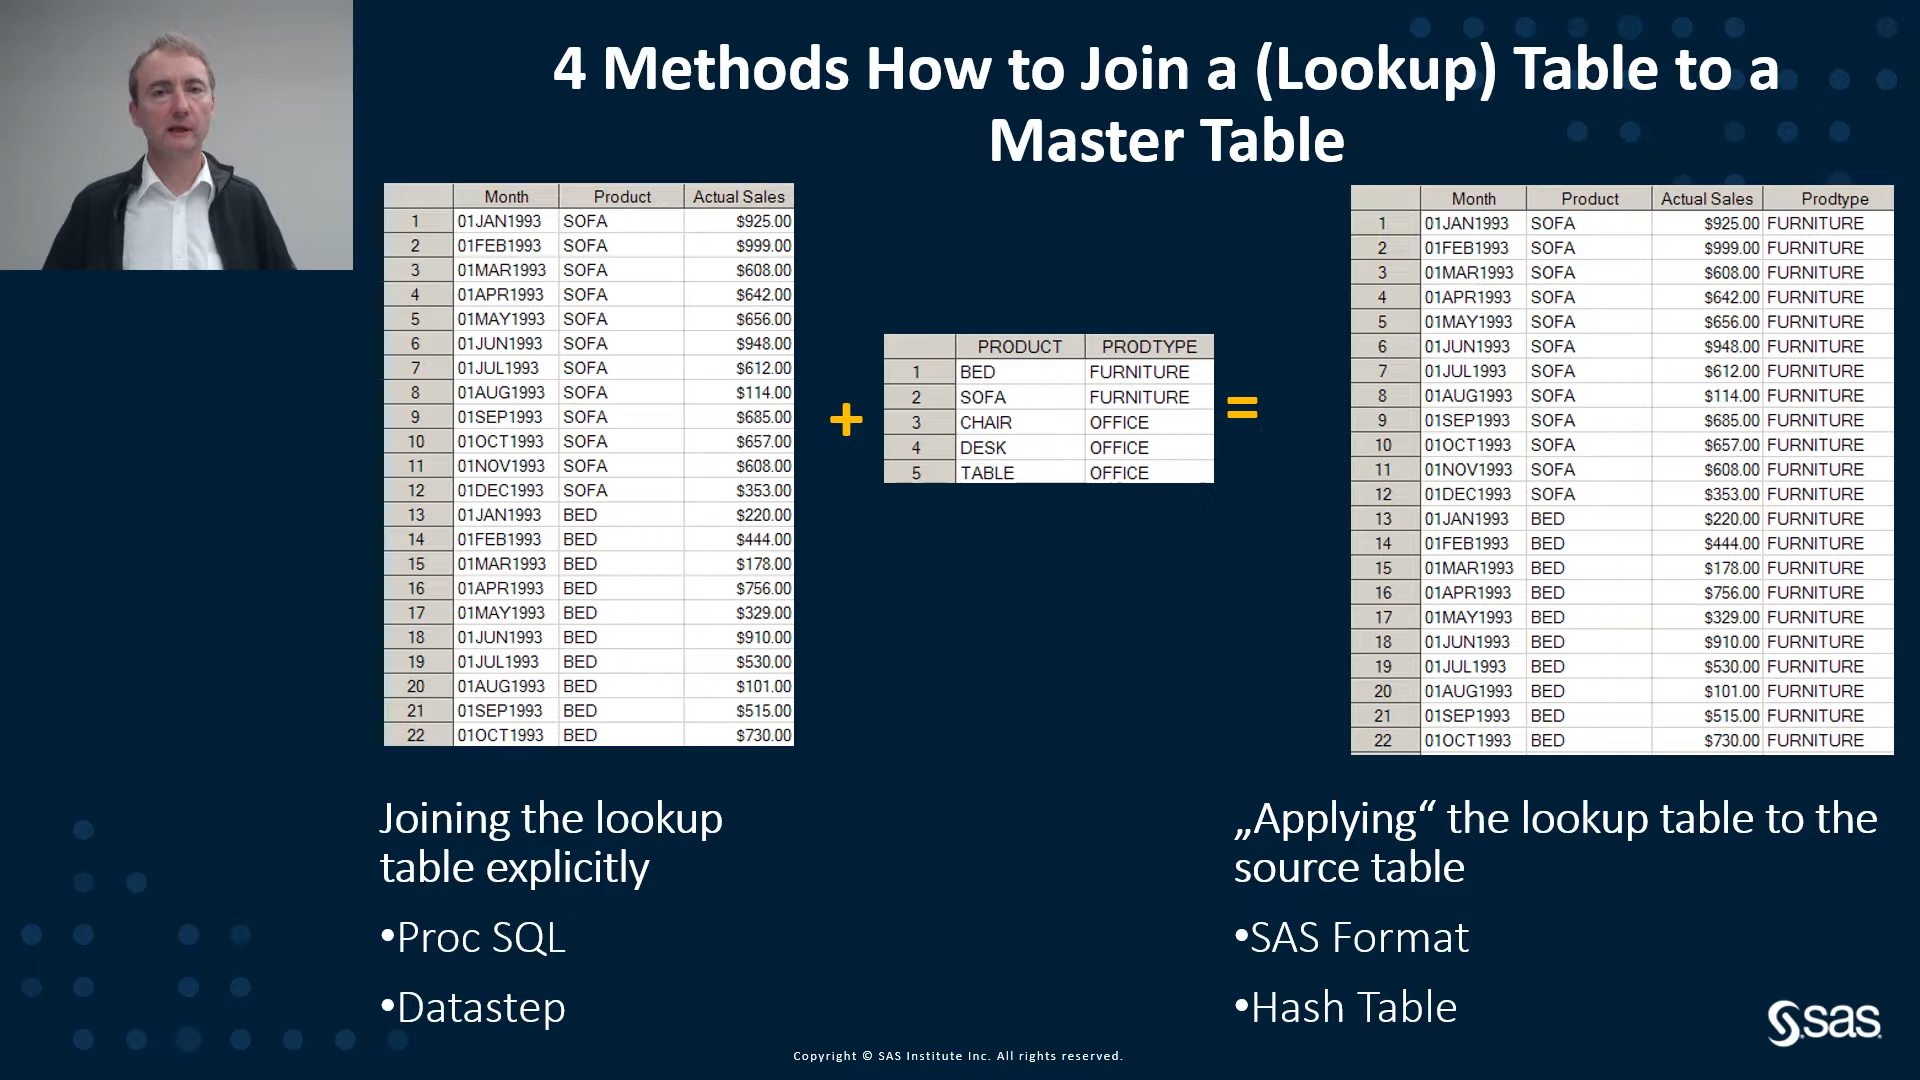 4 Methods How to Join a (Lookup) Table to a
Master Table
Month Product Actual Sales
1 01JAN1993 SOFA $925.00
2 01FEB1993 SOFA $999.00
3 01MAR1993 SOFA $608.00
4 01APR1993 SOFA $642.00
5 01MAY1993 SOFA $656.00
6 01JUN1993 SOFA $948.00
7 01JUL1993 SOFA $612.00
8 01AUG1993 SOFA $114.00
9 01SEP1993 SOFA $685.00
10 01OCT1993 SOFA $657.00
11 01NOV1993 SOFA $608.00
12 01DEC1993 SOFA $353.00
13 01JAN1993 BED $220.00
14 01FEB1993 BED $444.00
15 01MAR1993 BED $178.00
16 01APR1993 BED $756.00
17 01MAY1993 BED $329.00
18 01JUN1993 BED $910.00
19 01JUL1993 BED $530.00
20 01AUG1993 BED $101.00
21 01SEP1993 BED $515.00
22 01OCT1993 BED $730.00
+
PRODUCT PRODTYPE
1 BED FURNITURE
2 SOFA FURNITURE
3 CHAIR OFFICE
4 DESK OFFICE
5 TABLE OFFICE
=
Month Product Actual Sales Prodtype
1 01JAN1993 SOFA $925.00 FURNITURE
2 01FEB1993 SOFA $999.00 FURNITURE
3 01MAR1993 SOFA $608.00 FURNITURE
4 01APR1993 SOFA $642.00 FURNITURE
5 01MAY1993 SOFA $656.00 FURNITURE
6 01JUN1993 SOFA $948.00 FURNITURE
7 01JUL1993 SOFA $612.00 FURNITURE
8 01AUG1993 SOFA $114.00 FURNITURE
9 01SEP1993 SOFA $685.00 FURNITURE
10 01OCT1993 SOFA $657.00 FURNITURE
11 01NOV1993 SOFA $608.00 FURNITURE
12 01DEC1993 SOFA $353.00 FURNITURE
13 01JAN1993 BED $220.00 FURNITURE
14 01FEB1993 BED $444.00 FURNITURE
15 01MAR1993 BED $178.00 FURNITURE
16 01APR1993 BED $756.00 FURNITURE
17 01MAY1993 BED $329.00 FURNITURE
18 01JUN1993 BED $910.00 FURNITURE
19 01JUL1993 BED $530.00 FURNITURE
20 01AUG1993 BED $101.00 FURNITURE
21 01SEP1993 BED $515.00 FURNITURE
22 01OCT1993 BED $730.00 FURNITURE
Joining the lookup
table explicitly
•Proc SQL
•Datastep
„Applying“ the lookup table to the
source table
•SAS Format
•Hash Table
sas
Copyright © SAS Institute Inc. All rights reserved.